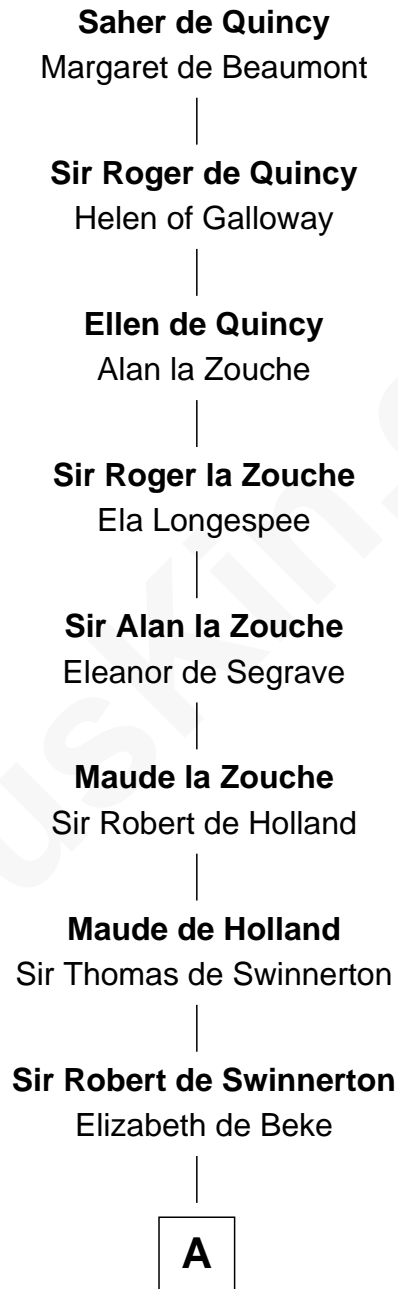 Saher de Quincy
Margaret de Beaumont
Sir Roger de Quincy
Helen of Galloway
Ellen de Quincy
Alan la Zouche
Sir Roger la Zouche
Ela Longespee
Sir Alan la Zouche
Eleanor de Segrave
Maude la Zouche
Sir Robert de Holland
Maude de Holland
Sir Thomas de Swinnerton
Sir Robert de Swinnerton
Elizabeth de Beke
A